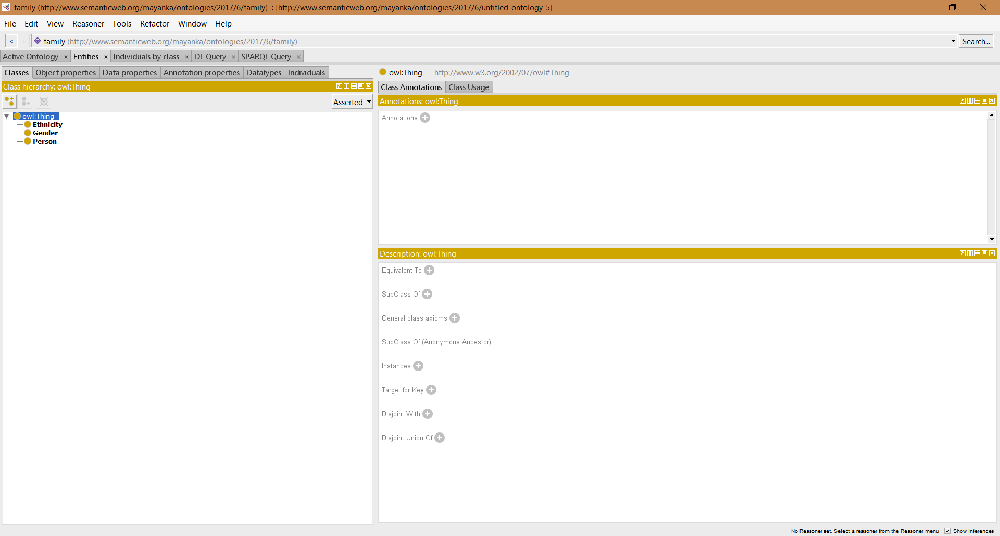 family (http://www.semanticweb.org/mayanka/ontologies/2017/6/family)  : [http://www.semanticweb.org/mayanka/ontologies/2017/6/untitled-ontology-5]
File Edit View Reasoner Tools Refactor Window Help
< > family (http://www.semanticweb.org/mayanka/ontologies/2017/6/family) Search...
Active Ontology × Entities × Individuals by class × DL Query × SPARQL Query ×
Classes Object properties Data properties Annotation properties Datatypes Individuals
Class hierarchy: owl:Thing
Asserted
owl:Thing
Ethnicity
Gender
Person
owl:Thing — http://www.w3.org/2002/07/owl#Thing
Class Annotations Class Usage
Annotations: owl:Thing
Annotations
Description: owl:Thing
Equivalent To
SubClass Of
General class axioms
SubClass Of (Anonymous Ancestor)
Instances
Target for Key
Disjoint With
Disjoint Union Of
No Reasoner set. Select a reasoner from the Reasoner menu Show Inferences